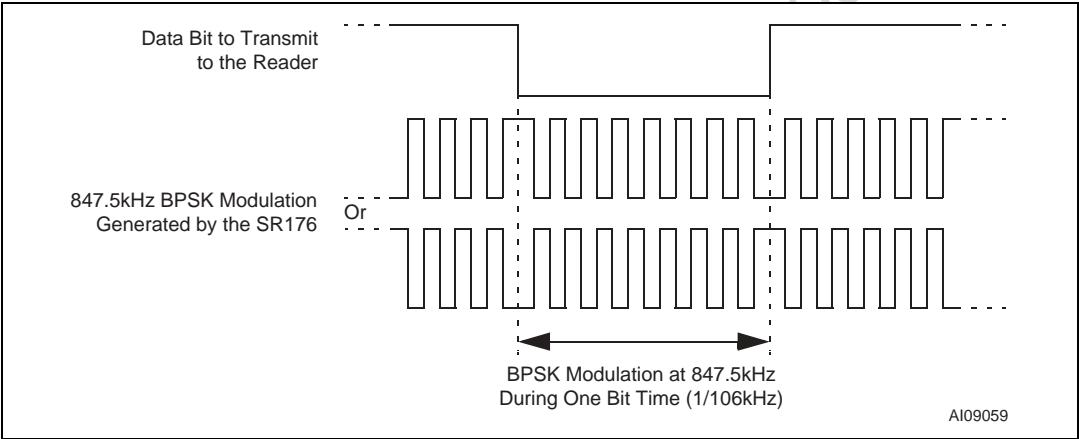 Data Bit to Transmit
to the Reader
847.5kHz BPSK Modulation
Generated by the SR176
Or
BPSK Modulation at 847.5kHz
During One Bit Time (1/106kHz)
AI09059